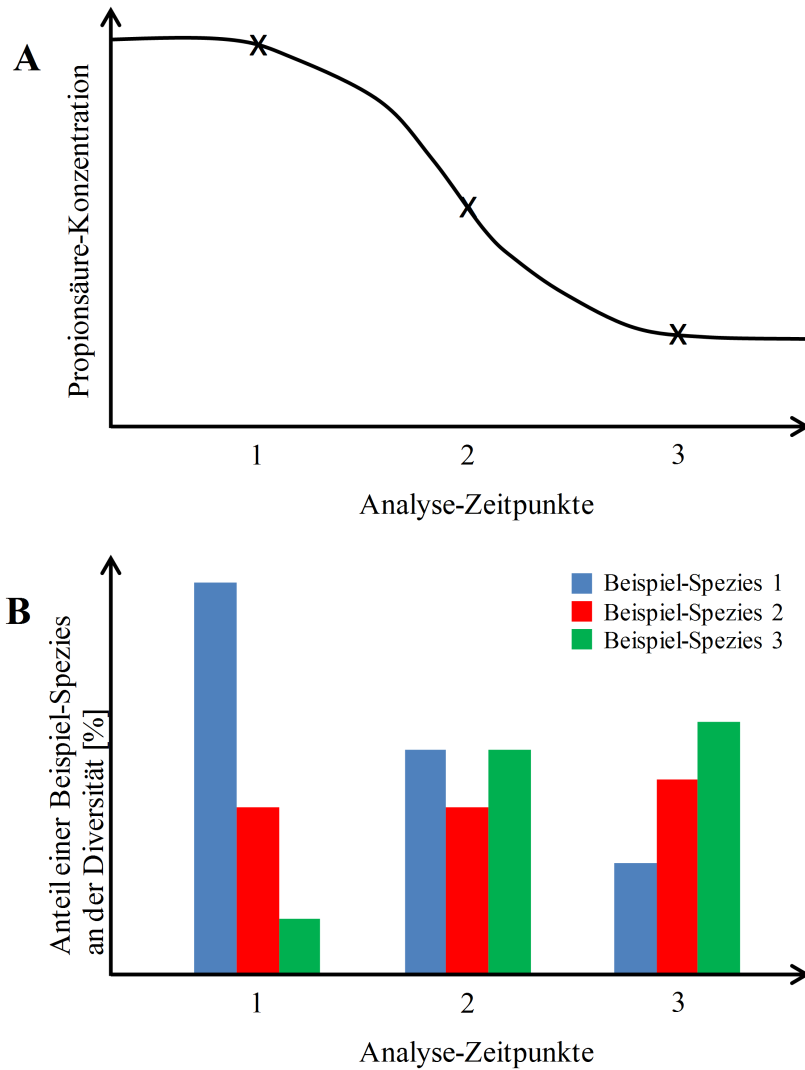 A
Propionsäure-Konzentration
1 2 3
Analyse-Zeitpunkte
B
Anteil einer Beispiel-Spezies
an der Diversität [%]
Beispiel-Spezies 1
Beispiel-Spezies 2
Beispiel-Spezies 3
1 2 3
Analyse-Zeitpunkte